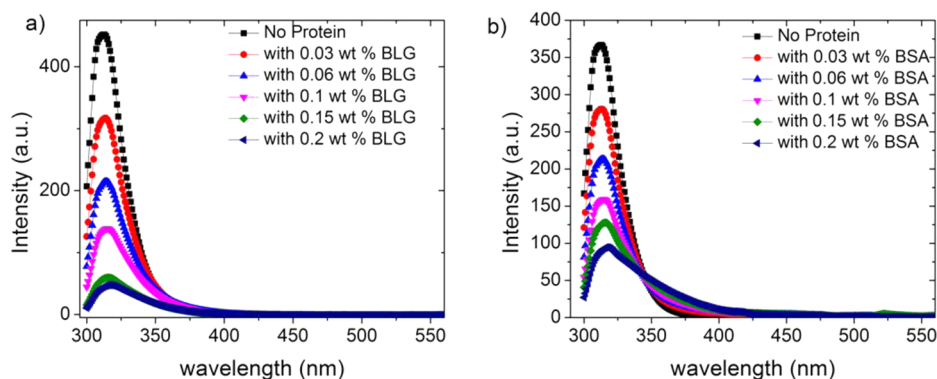 a)
No Protein
with 0.03 wt % BLG
with 0.06 wt % BLG
with 0.1 wt % BLG
with 0.15 wt % BLG
with 0.2 wt % BLG
400
200
0
Intensity (a.u.)
300 350 400 450 500 550
wavelength (nm)
b)
No Protein
with 0.03 wt % BSA
with 0.06 wt % BSA
with 0.1 wt % BSA
with 0.15 wt % BSA
with 0.2 wt % BSA
400
350
300
250
200
150
100
50
0
Intensity (a.u.)
300 350 400 450 500 550
wavelength (nm)